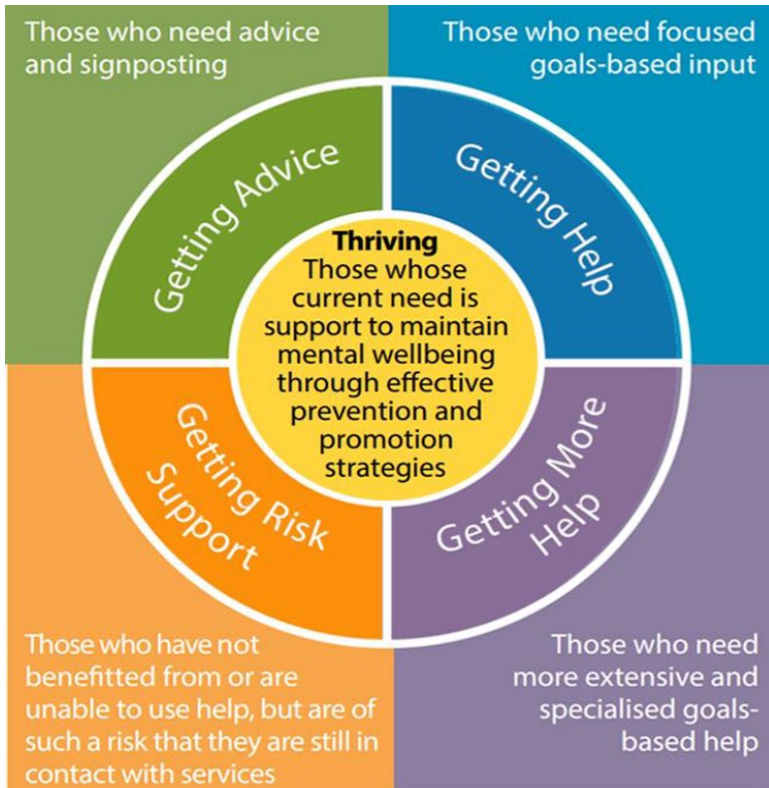 Those who need advice
and signposting
Those who need focused
goals-based input
Getting Advice
Getting Help
Thriving
Those whose
current need is
support to maintain
mental wellbeing
through effective
prevention and
promotion
strategies
Getting Risk
Support
Getting More
Help
Those who have not
benefitted from or are
unable to use help, but are of
such a risk that they are still in
contact with services
Those who need
more extensive and
specialised goals-
based help